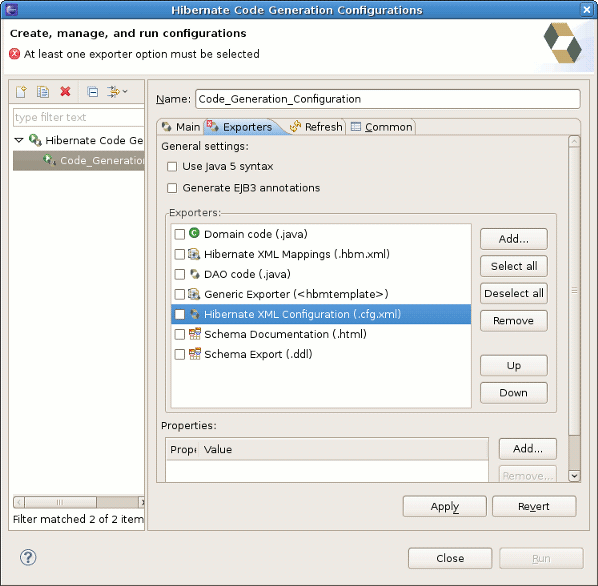 Hibernate Code Generation Configurations
Create, manage, and run configurations
At least one exporter option must be selected
type filter text
Hibernate Code Ge
Code_Generation
Name: Code_Generation_Configuration
Main Exporters Refresh Common
General settings:
Use Java 5 syntax
Generate EJB3 annotations
Exporters:
Domain code (.java)
Hibernate XML Mappings (.hbm.xml)
DAO code (.java)
Generic Exporter (<hbmtemplate>)
Hibernate XML Configuration (.cfg.xml)
Schema Documentation (.html)
Schema Export (.ddl)
Add...
Select all
Deselect all
Remove
Up
Down
Properties:
Prope Value
Add...
Remove...
Filter matched 2 of 2 item
Apply Revert
Close Run